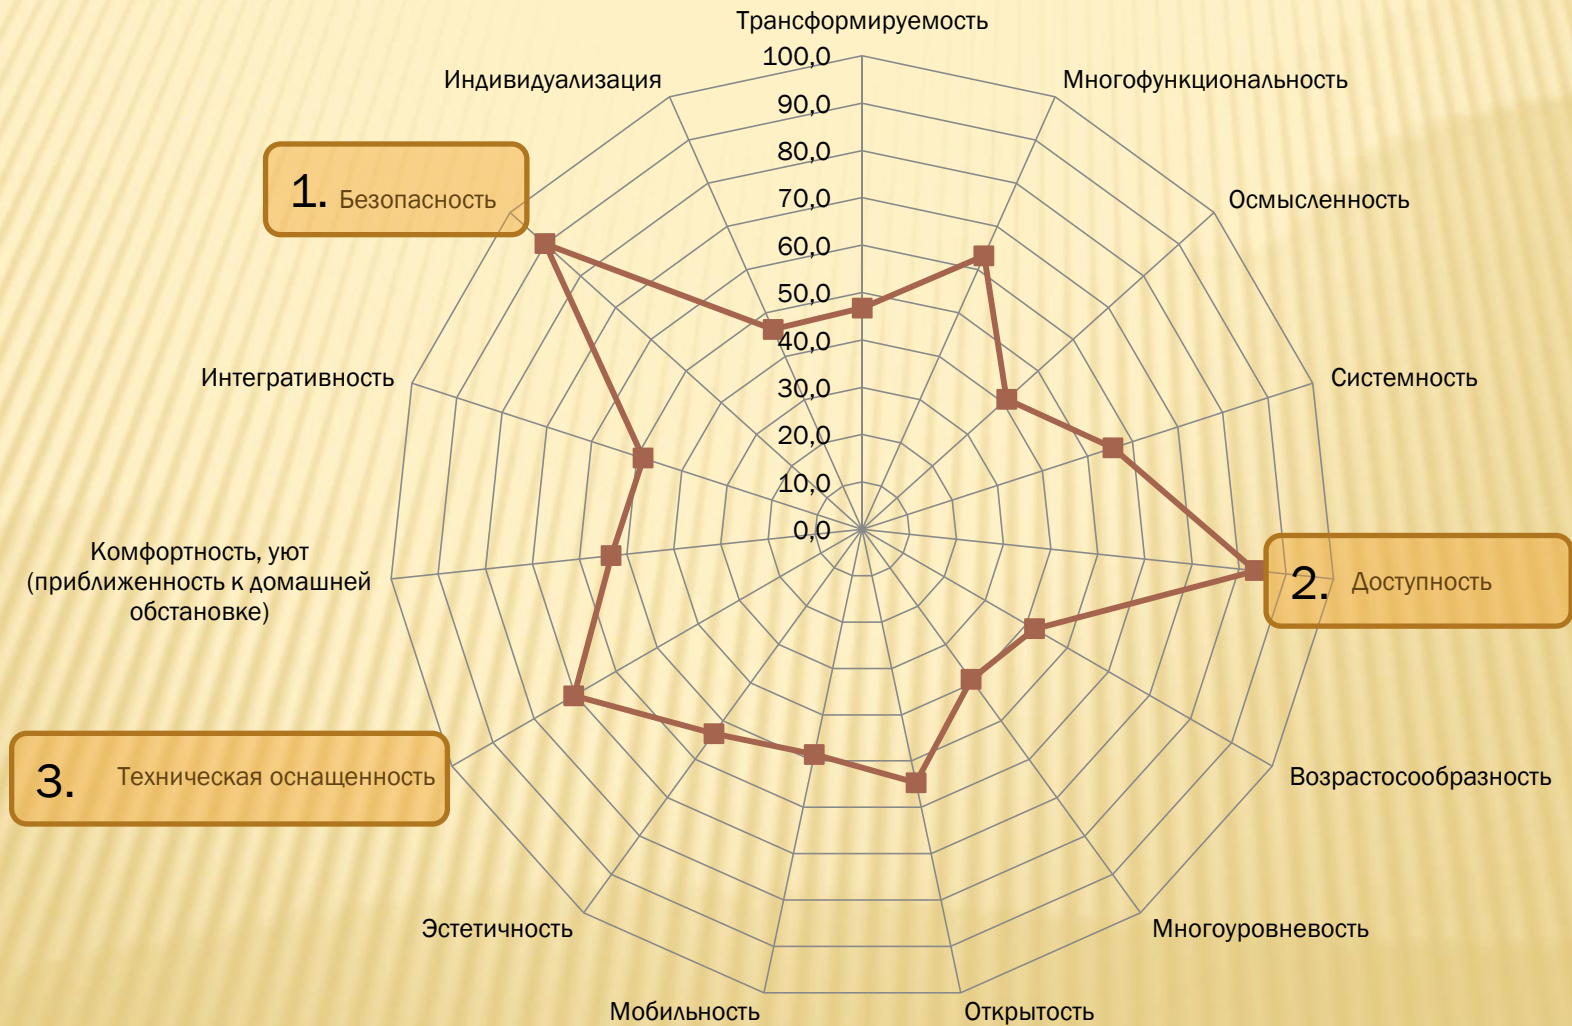 Трансформируемость
100,0
Индивидуализация
Многофункциональность
90,0
80,0
1. Безопасность
70,0
Осмысленность
60,0
50,0
40,0
Интегративность
Системность
30,0
20,0
10,0
0,0
Комфортность, уют
(приближенность к домашней
обстановке)
2. Доступность
3. Техническая оснащенность
Возрастосообразность
Эстетичность
Многоуровневость
Мобильность
Открытость